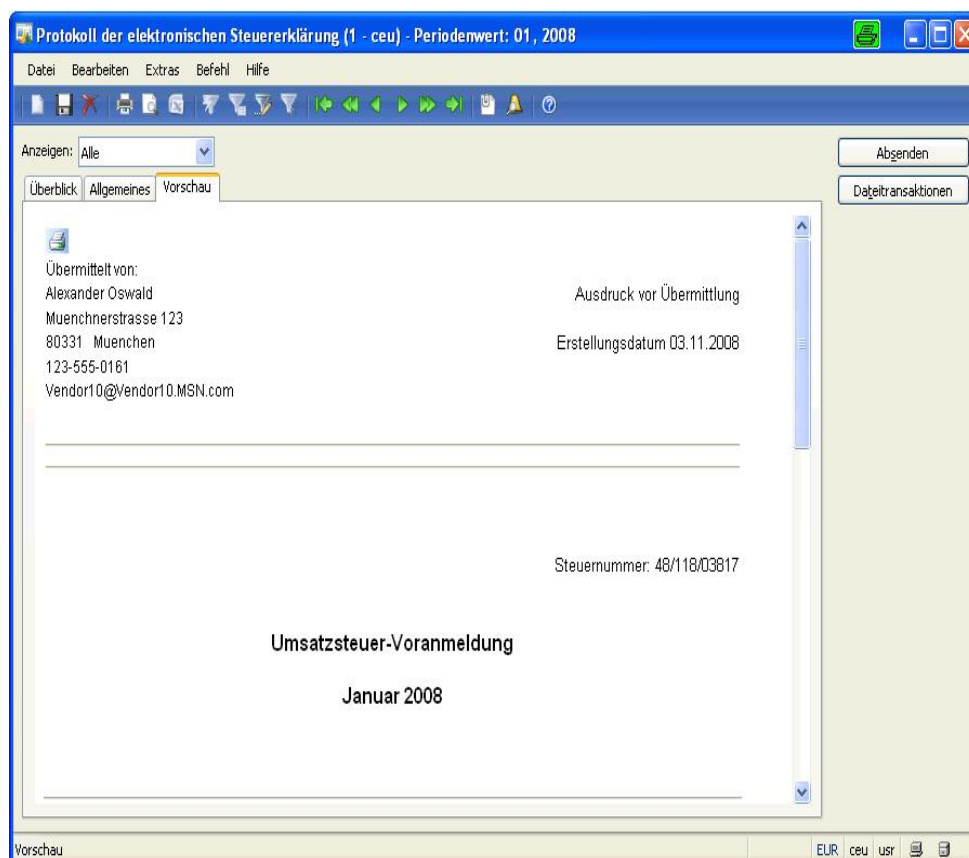 Protokoll der elektronischen Steuererklärung (1 - ceu) - Periodenwert: 01, 2008
Datei Bearbeiten Extras Befehl Hilfe
Anzeigen: Alle
Absenden
Überblick Allgemeines Vorschau
Dateitransaktionen
Übermittelt von:
Alexander Oswald
Ausdruck vor Übermittlung
Muenchnerstrasse 123
80331 Muenchen
Erstellungsdatum 03.11.2008
123-555-0161
Vendor10@Vendor10.MSN.com
Steuernummer: 48/118/03817
Umsatzsteuer-Voranmeldung
Januar 2008
Vorschau EUR ceu usr